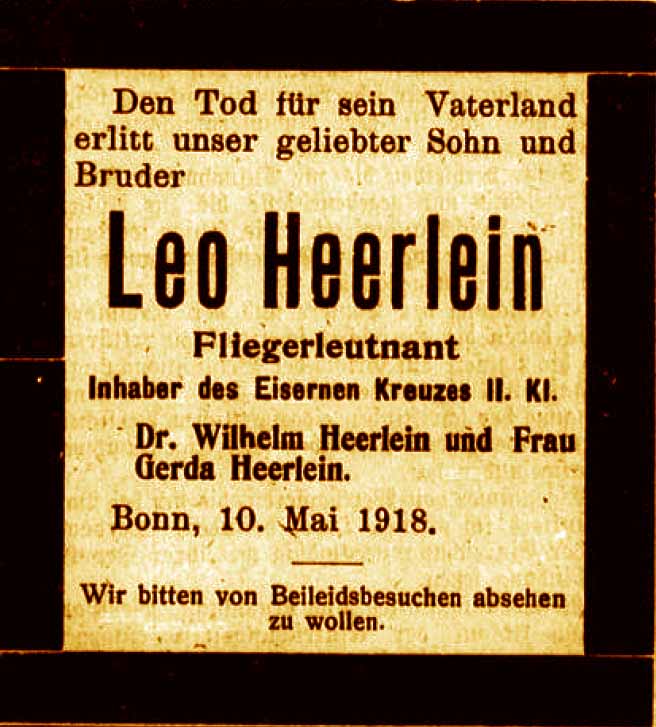 Den Tod für sein Vaterland
erlitt unser geliebter Sohn und
Bruder
Leo Heerlein
Fliegerleutnant
Inhaber des Eisernen Kreuzes II. Kl.
Dr. Wilhelm Heerlein und Frau
Gerda Heerlein.
Bonn, 10. Mai 1918.
Wir bitten von Beileidsbesuchen absehen
zu wollen.